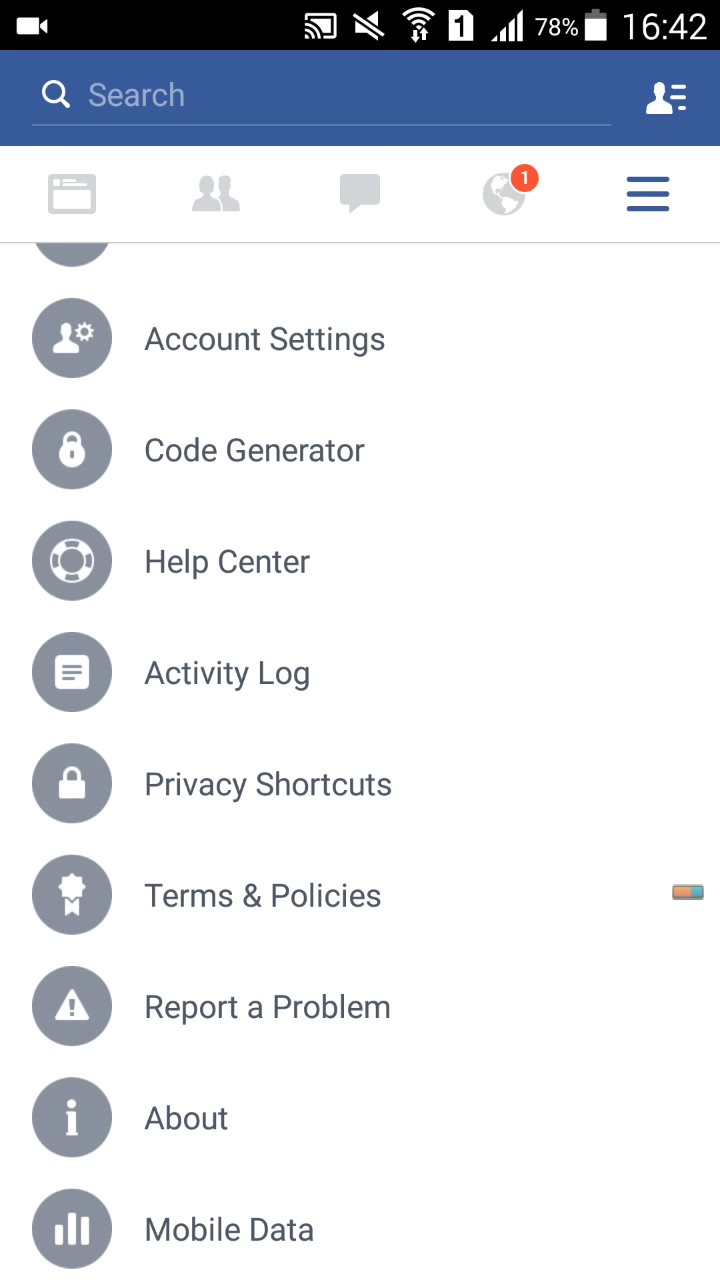 1 78% 16:42
Search
1
Account Settings
Code Generator
Help Center
Activity Log
Privacy Shortcuts
Terms & Policies
Report a Problem
About
Mobile Data